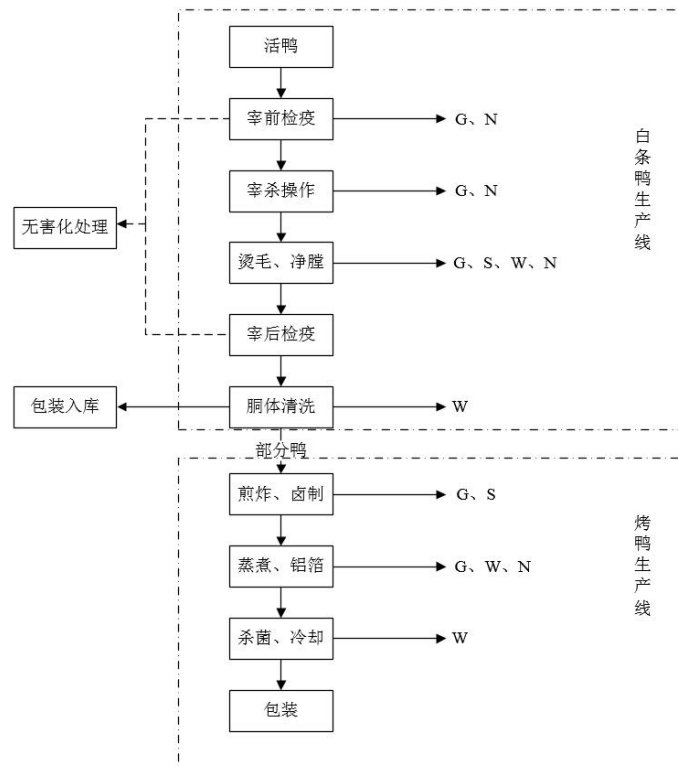 活鸭
宰前检疫
G、N
宰杀操作
G、N
无害化处理
烫毛、净膛
G、S、W、N
宰后检疫
包装入库
胴体清洗
W
白条鸭生产线
部分鸭
煎炸、卤制
G、S
蒸煮、铝箔
G、W、N
杀菌、冷却
W
包装
烤鸭生产线